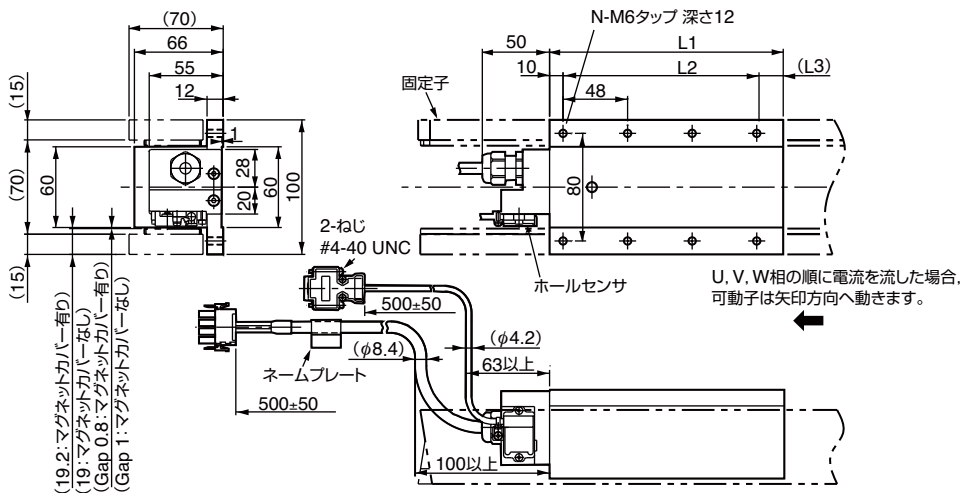 (70)
66
55
12
1
(15)
(70)
60
(15)
28
20
60
100
(19.2:マグネットカバー有り)
(19:マグネットカバーなし)
(Gap 0.8:マグネットカバー有り)
(Gap 1:マグネットカバーなし)
N-M6タップ 深さ12
50
L1
10
L2
(L3)
48
固定子
80
ホールセンサ
U, V, W相の順に電流を流した場合,
可動子は矢印方向へ動きます。
2-ねじ
#4-40 UNC
500±50
(φ4.2)
(φ8.4)
63以上
ネームプレート
500±50
100以上